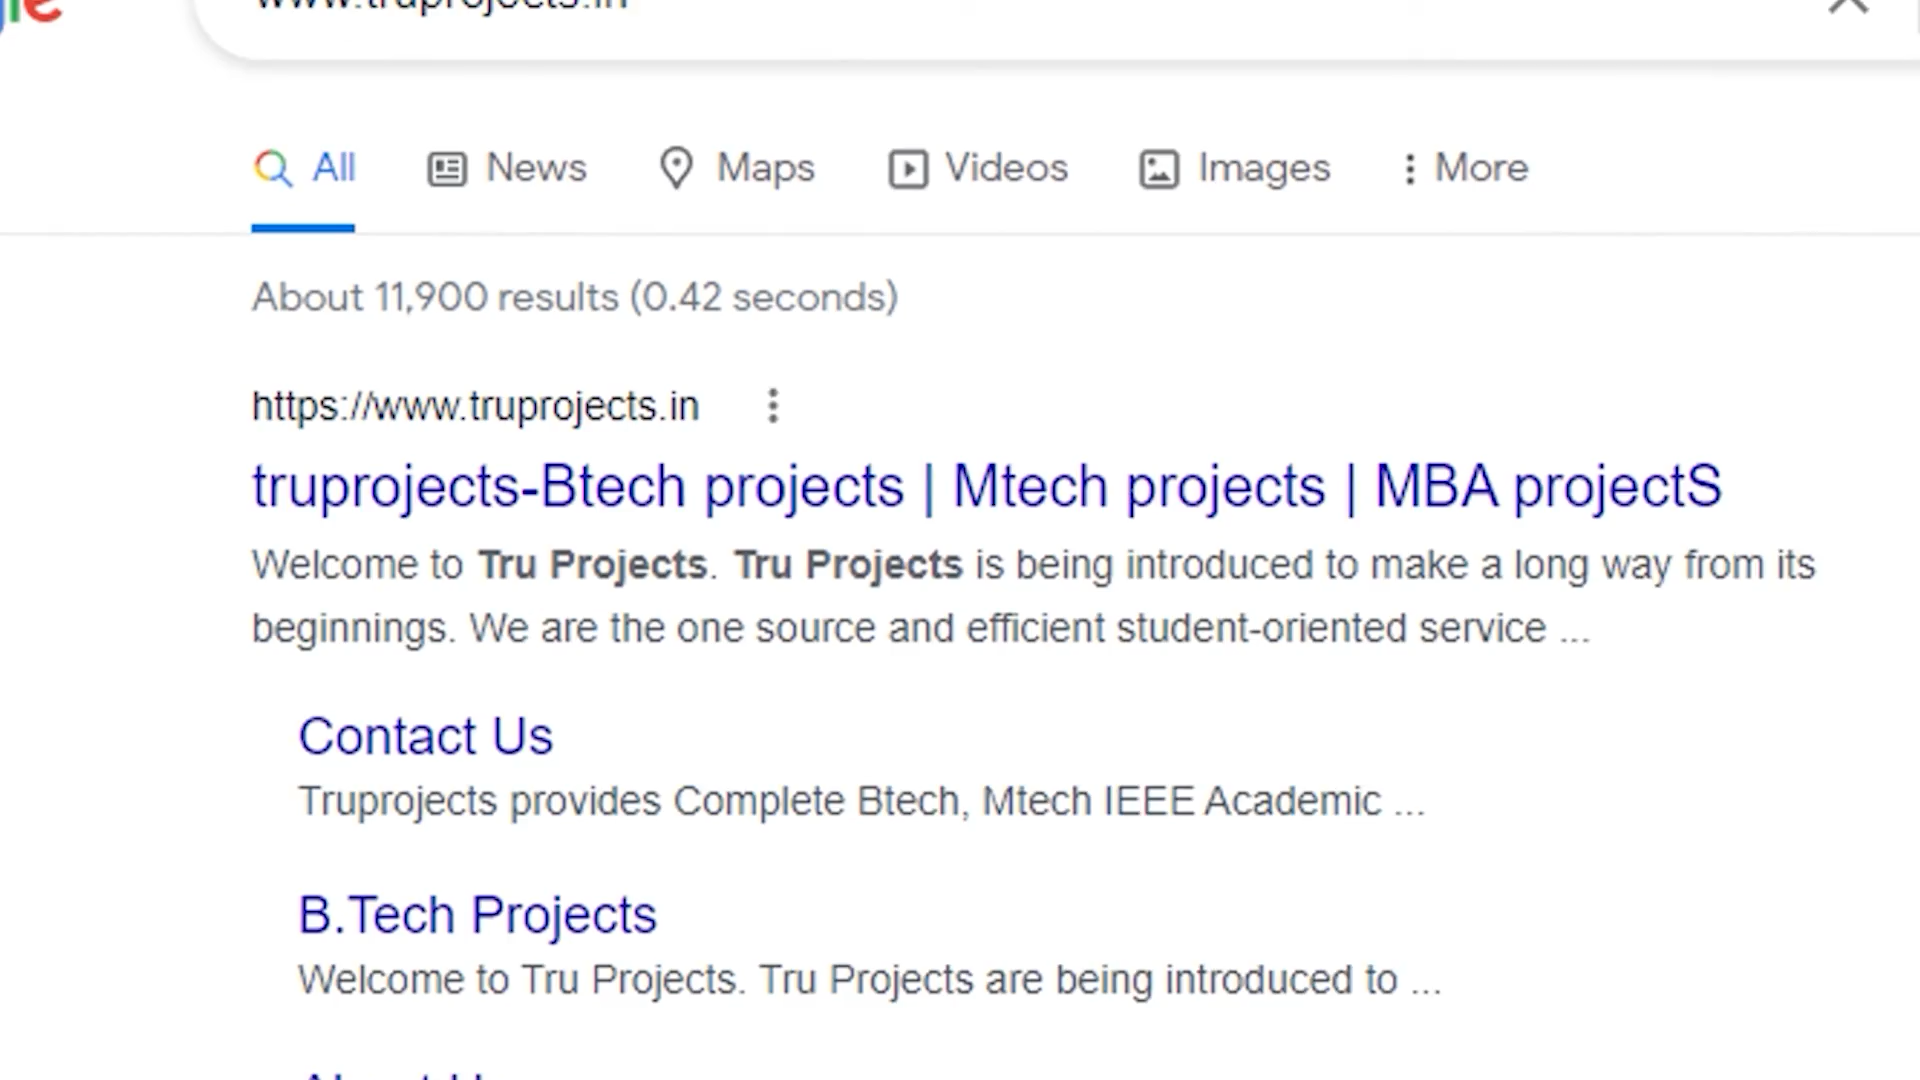 www.truprojects.in
All News Maps Videos Images More
About 11,900 results (0.42 seconds)
https://www.truprojects.in
truprojects-Btech projects | Mtech projects | MBA projectS
Welcome to Tru Projects. Tru Projects is being introduced to make a long way from its
beginnings. We are the one source and efficient student-oriented service ...
Contact Us
Truprojects provides Complete Btech, Mtech IEEE Academic ...
B.Tech Projects
Welcome to Tru Projects. Tru Projects are being introduced to ...